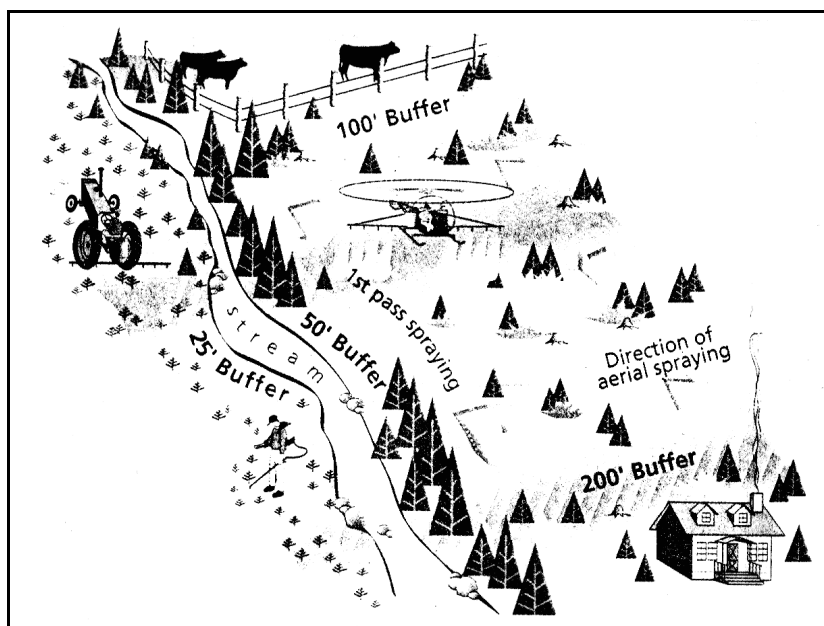 100' Buffer
1st pass spraying
50' Buffer
stream
25' Buffer
Direction of
aerial spraying
200' Buffer